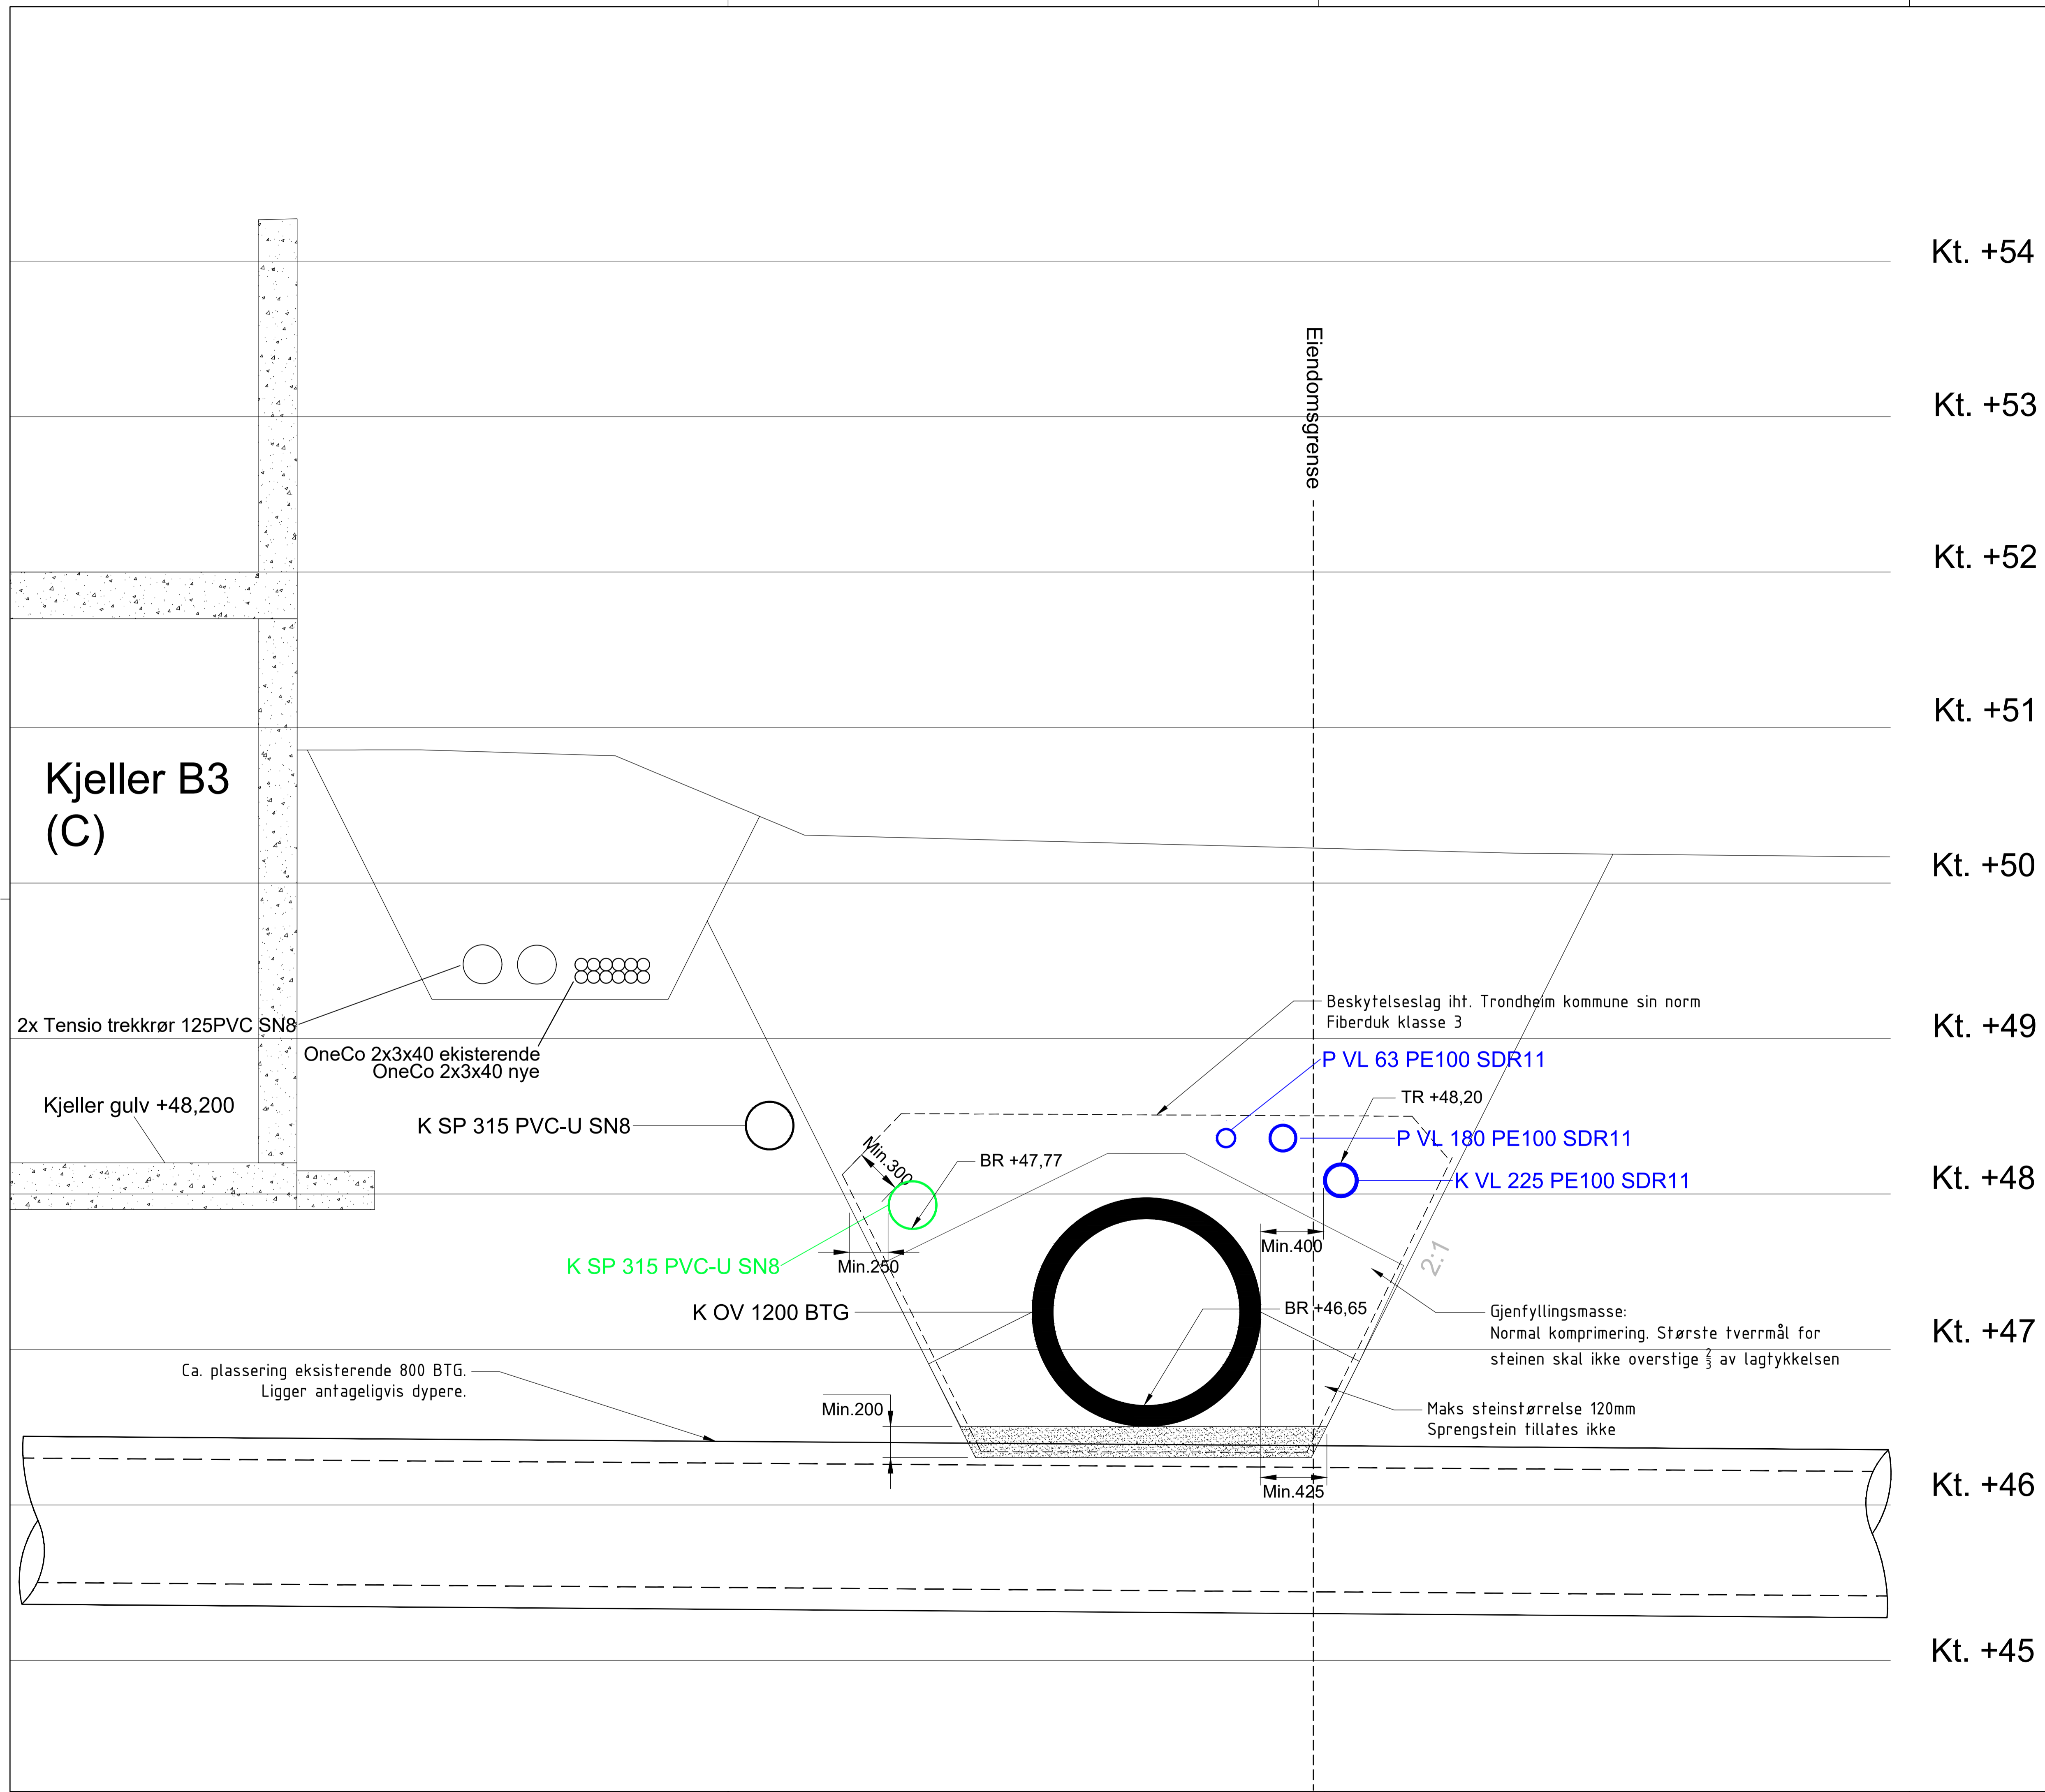 Kt. +54
Eiendomsgrense
Kt. +53
Kt. +52
Kt. +51
Kjeller B3
(C)
Kt. +50
Beskytelseslag iht. Trondheim kommune sin norm
Fiberduk klasse 3
2x Tensio trekkrør 125PVC SN8
Kt. +49
OneCo 2x3x40 ekisterende
OneCo 2x3x40 nye
P VL 63 PE100 SDR11
Kjeller gulv +48,200
TR +48,20
K SP 315 PVC-U SN8
P VL 180 PE100 SDR11
Min.300
BR +47,77
K VL 225 PE100 SDR11
Kt. +48
Min.400
2:1
K SP 315 PVC-U SN8
Min.250
K OV 1200 BTG
BR +46,65
Gjenfyllingsmasse:
Normal komprimering. Største tverrmål for
steinen skal ikke overstige 2/3 av lagtykkelsen
Kt. +47
Ca. plassering eksisterende 800 BTG.
Ligger antageligvis dypere.
Min.200
Maks steinstørrelse 120mm
Sprengstein tillates ikke
Min.425
Kt. +46
Kt. +45